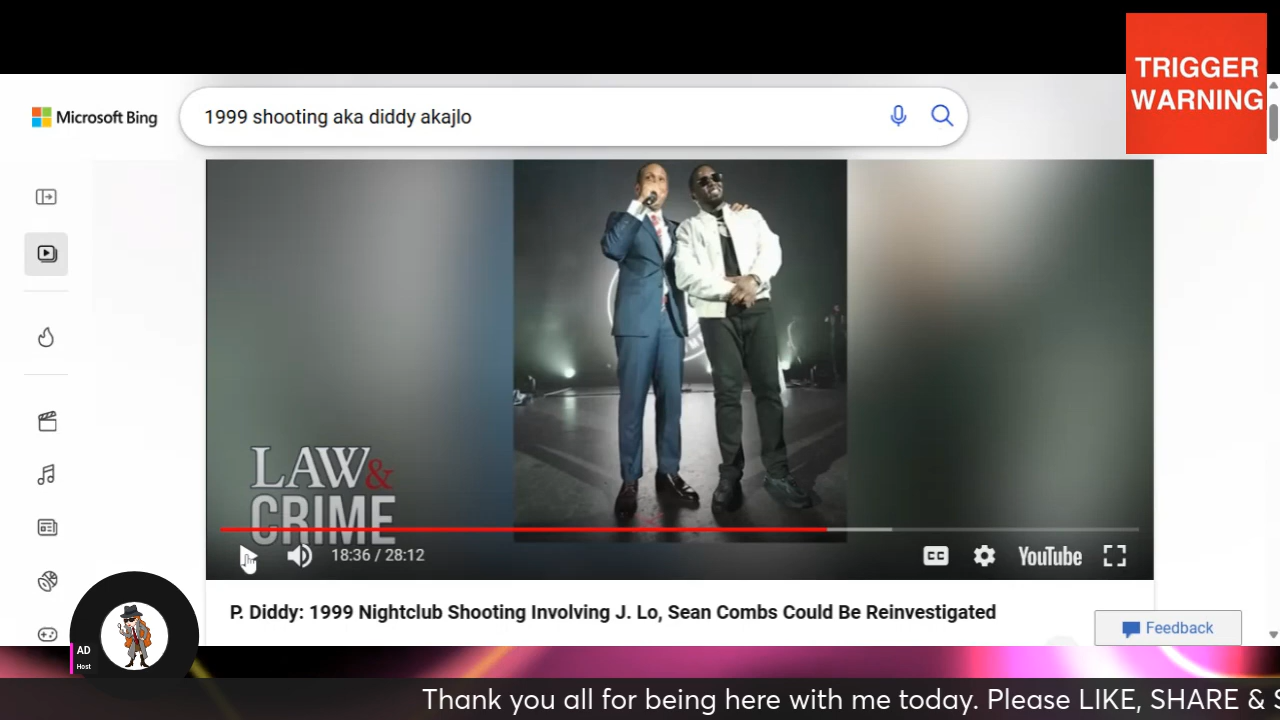 TRIGGER
WARNING
Microsoft Bing
1999 shooting aka diddy akajlo
LAW&
CRIME
18:36 / 28:12
CC
YouTube
P. Diddy: 1999 Nightclub Shooting Involving J. Lo, Sean Combs Could Be Reinvestigated
Feedback
AD
Host
Thank you all for being here with me today. Please LIKE, SHARE & S